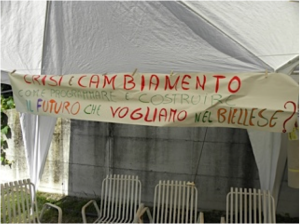 CRISI E CAMBIAMENTO
COME PROGRAMMARE E COSTRUIRE
IL FUTURO CHE VOGLIAMO NEL BIELLESE?